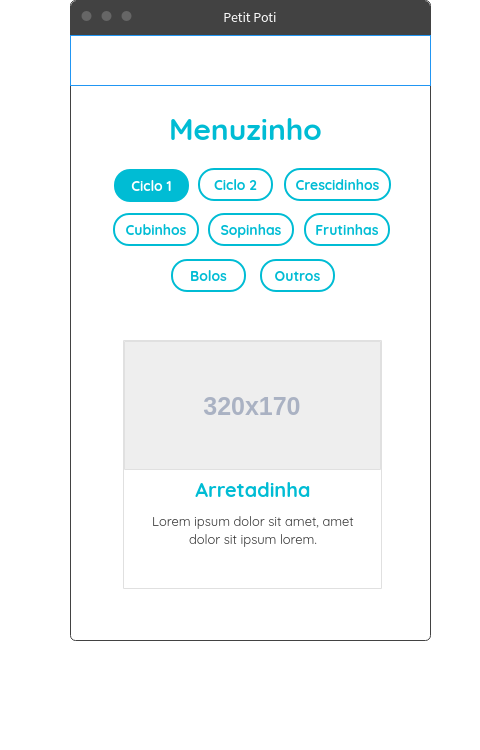 Petit Poti
Menuzinho
Ciclo 1 Ciclo 2 Crescidinhos
Cubinhos Sopinhas Frutinhas
Bolos Outros
320x170
Arretadinha
Lorem ipsum dolor sit amet, amet
dolor sit ipsum lorem.